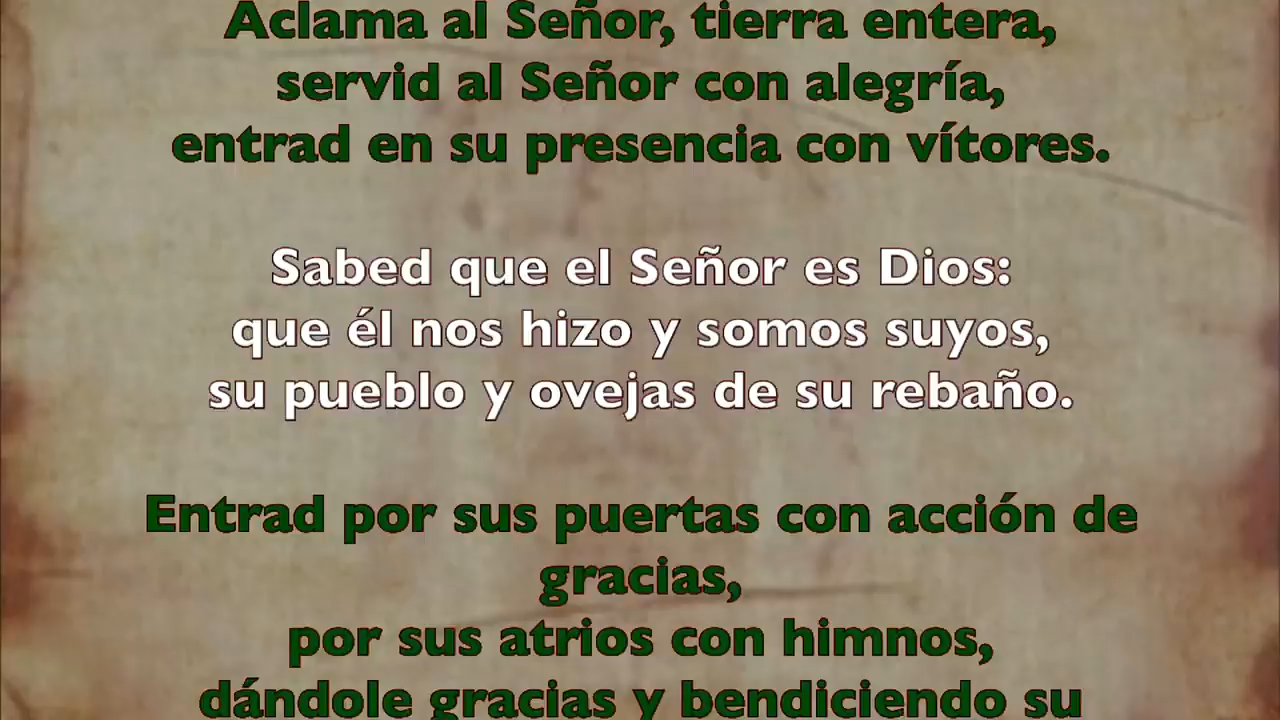 Aclama al Señor, tierra entera,
servid al Señor con alegría,
entrad en su presencia con vítores.
Sabed que el Señor es Dios:
que él nos hizo y somos suyos,
su pueblo y ovejas de su rebaño.
Entrad por sus puertas con acción de
gracias,
por sus atrios con himnos,
dándole gracias y bendiciendo su